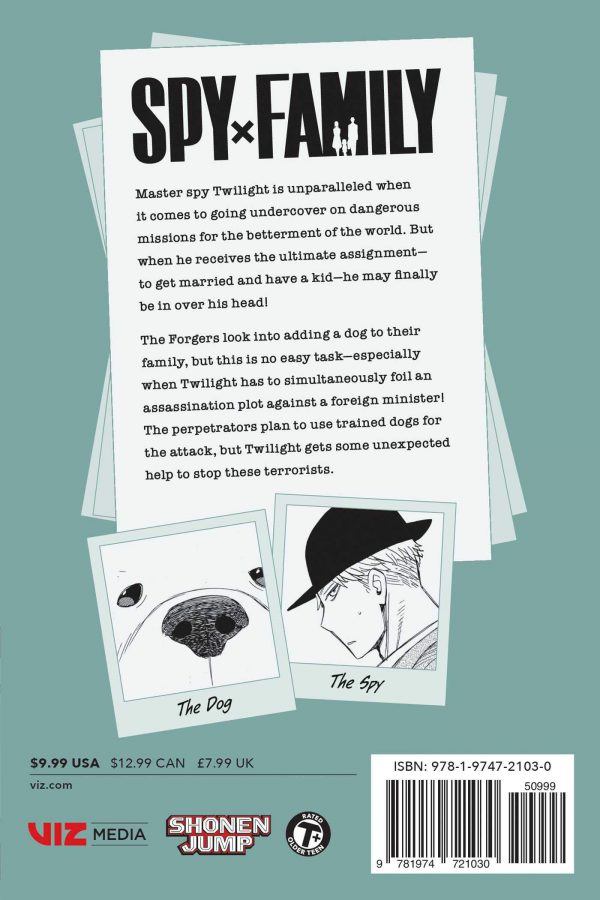 SPY×FAMILY
Master spy Twilight is unparalleled when
it comes to going undercover on dangerous
missions for the betterment of the world. But
when he receives the ultimate assignment—
to get married and have a kid—he may finally
be in over his head!
The Forgers look into adding a dog to their
family, but this is no easy task—especially
when Twilight has to simultaneously foil an
assassination plot against a foreign minister!
The perpetrators plan to use trained dogs for
the attack, but Twilight gets some unexpected
help to stop these terrorists.
The Dog
The Spy
$9.99 USA $12.99 CAN £7.99 UK
viz.com
VIZ MEDIA
SHONEN
JUMP
RATED
T+
OLDER TEEN
ISBN: 978-1-9747-2103-0
50999
9 781974 721030